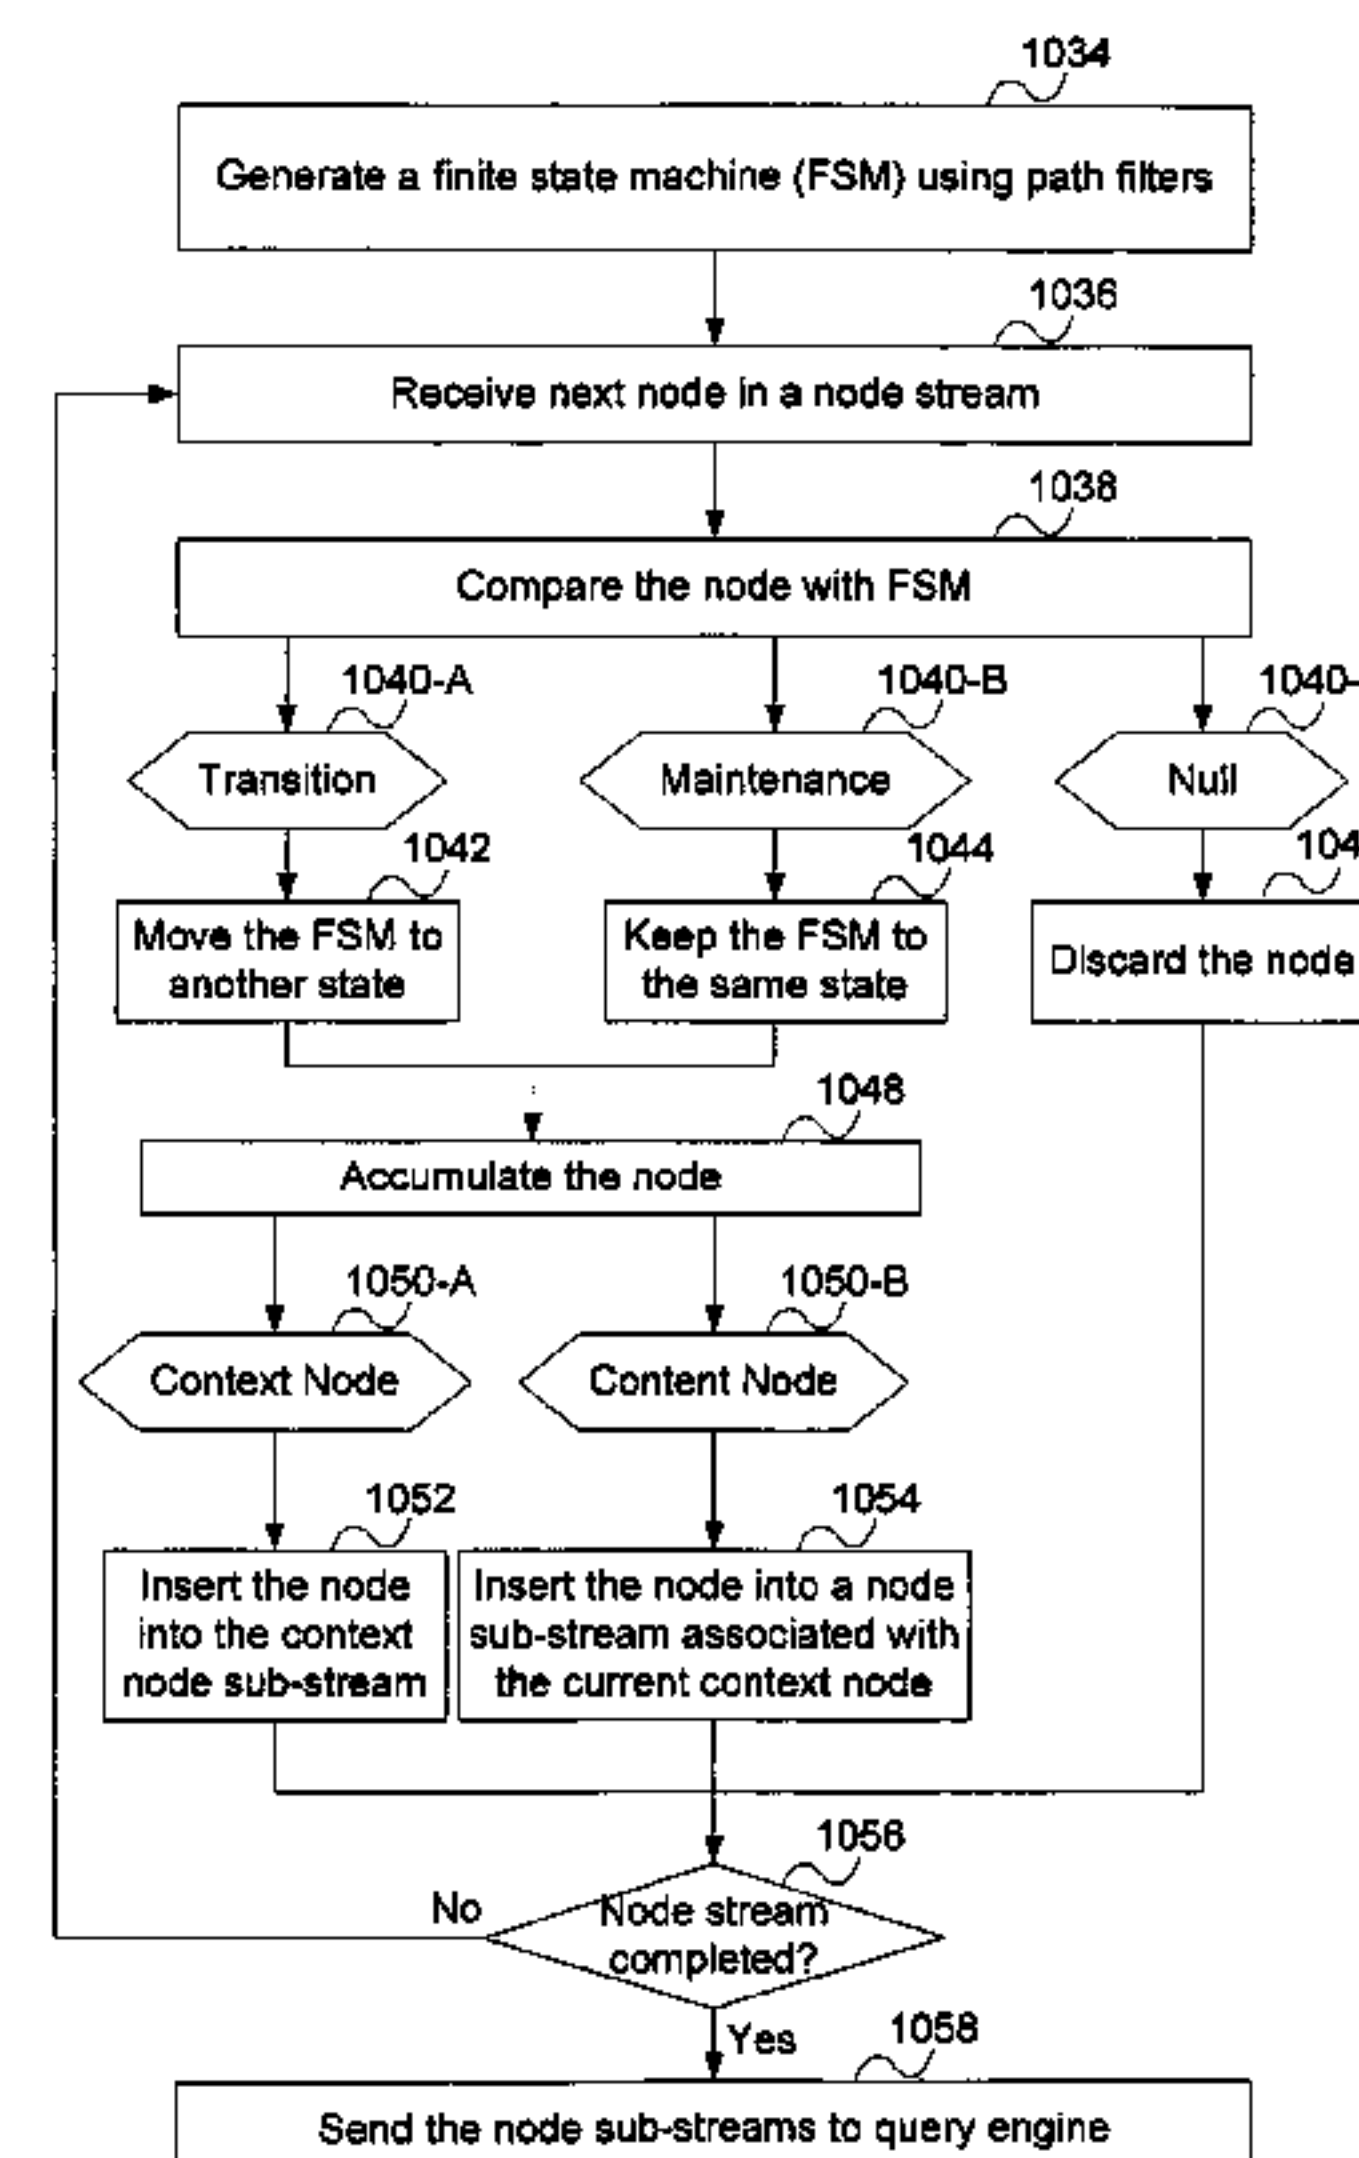 1034
Generate a finite state machine (FSM) using path filters
1036
Receive next node in a node stream
1038
Compare the node with FSM
1040-A
1040-B
1040-
Transition
Maintenance
Null
1042
1044
104
Move the FSM to
another state
Keep the FSM to
the same state
Discard the node
1048
Accumulate the node
1050-A
1050-B
Context Node
Content Node
1052
1054
Insert the node
into the context
node sub-stream
Insert the node into a node
sub-stream associated with
the current context node
1056
No
Node stream
completed?
Yes
1058
Send the node sub-streams to query engine